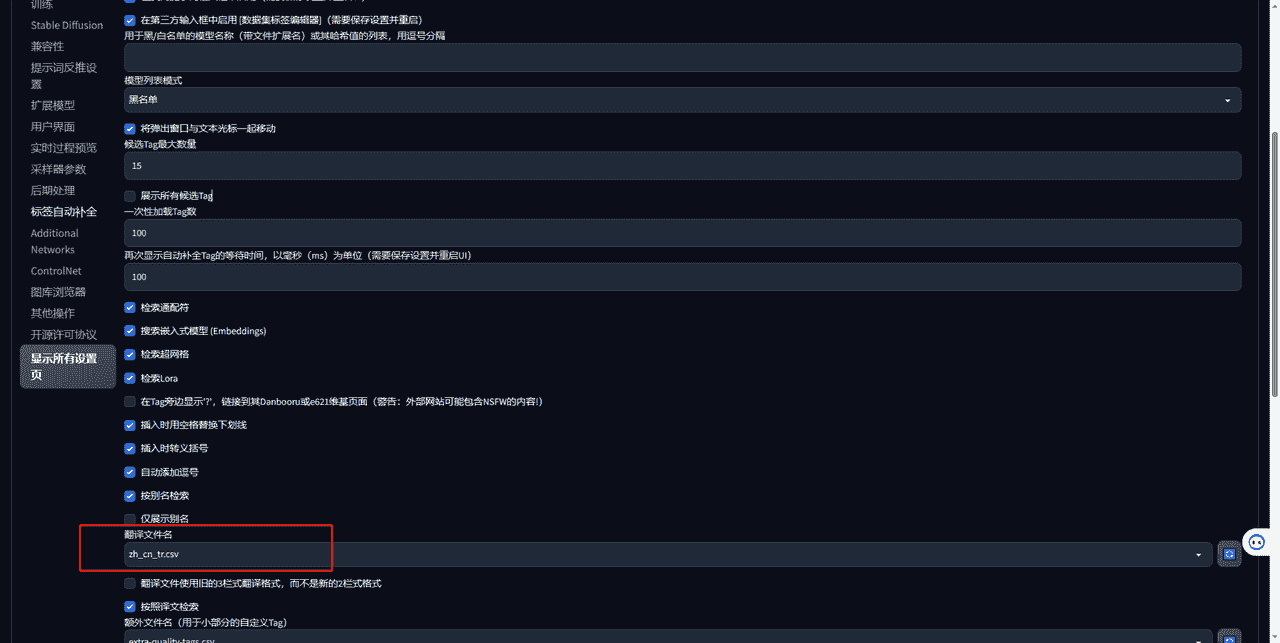 训练
Stable Diffusion
兼容性
提示词反推设
置
扩展模型
用户界面
实时过程预览
采样器参数
后期处理
标签自动补全
Additional
Networks
ControlNet
图库浏览器
其他操作
开源许可协议
显示所有设置
页
在第三方输入框中启用 [数据集标签编辑器]（需要保存设置并重启）
用于黑/白名单的模型名称（带文件扩展名）或其哈希值的列表，用逗号分隔
模型列表模式
黑名单
将弹出窗口与文本光标一起移动
候选Tag最大数量
15
展示所有候选Tag
一次性加载Tag数
100
再次显示自动补全Tag的等待时间，以毫秒（ms）为单位（需要保存设置并重启UI）
100
检索通配符
搜索嵌入式模型 (Embeddings)
检索超网格
检索Lora
在Tag旁边显示'?'，链接到其Danbooru或e621维基页面（警告：外部网站可能包含NSFW的内容!）
插入时用空格替换下划线
插入时转义括号
自动添加逗号
按别名检索
仅展示别名
翻译文件名
zh_cn_tr.csv
翻译文件使用旧的3栏式翻译格式，而不是新的2栏式格式
按照译文检索
额外文件名（用于小部分的自定义Tag）
extra-quality-tags.csv